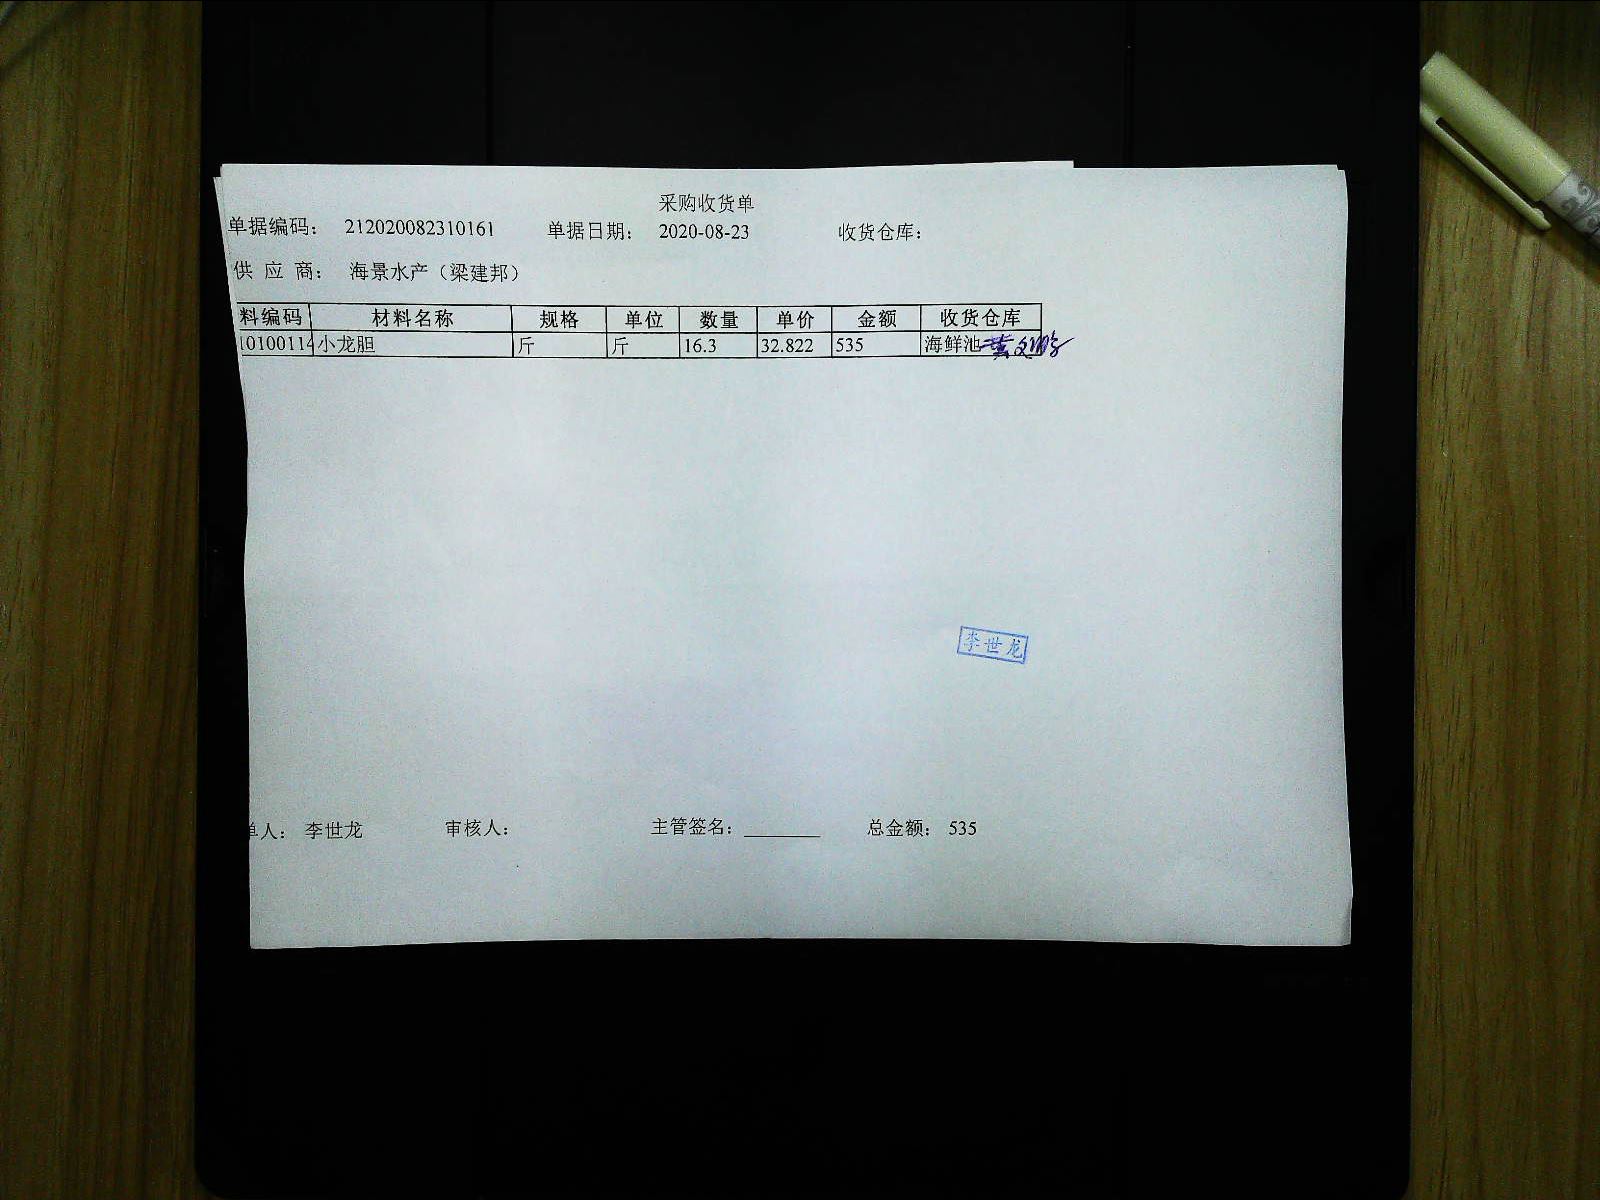 采购收货单
单据编码： 212020082310161 单据日期： 2020-08-23 收货仓库：
供 应 商： 海景水产（梁建邦）
料编码 材料名称 规格 单位 数量 单价 金额 收货仓库
10100114 小龙胆 斤 斤 16.3 32.822 535 海鲜池
李世龙
单人： 李世龙 审核人： 主管签名： 总金额： 535